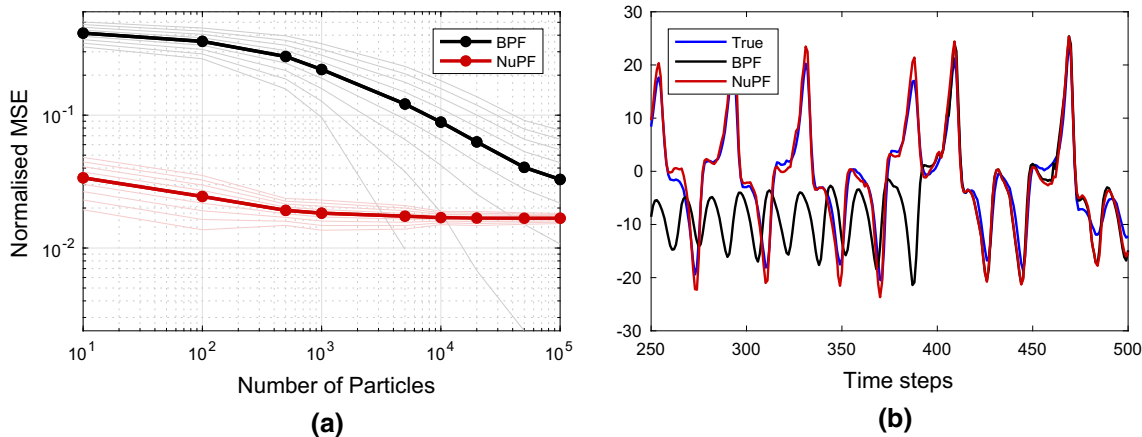 Normalised MSE
10^-1
10^-2
BPF
NuPF
10^1 10^2 10^3 10^4 10^5
Number of Particles
(a)
30
20
10
0
-10
-20
-30
True
BPF
NuPF
250 300 350 400 450 500
Time steps
(b)